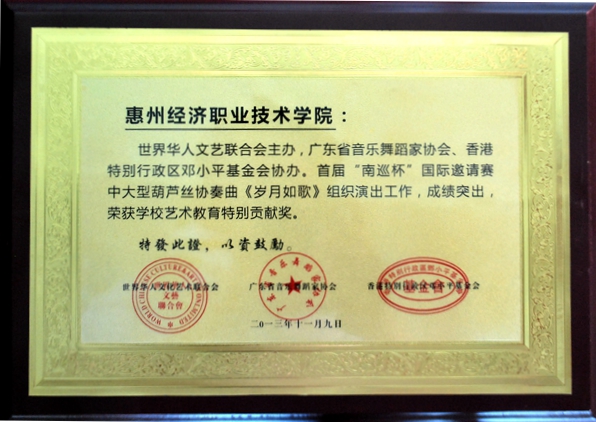 惠州经济职业技术学院：
世界华人文艺联合会主办，广东省音乐舞蹈家协会、香港
特别行政区邓小平基金会协办。首届“南巡杯”国际邀请赛
中大型葫芦丝协奏曲《岁月如歌》组织演出工作，成绩突出，
荣获学校艺术教育特别贡献奖。
特發此證，以资鼓励。
世界华人文化艺术联合会 广东省音乐舞蹈家协会 香港特别行政区邓小平基金会
文藝
聯合會
二〇一三年十一月九日